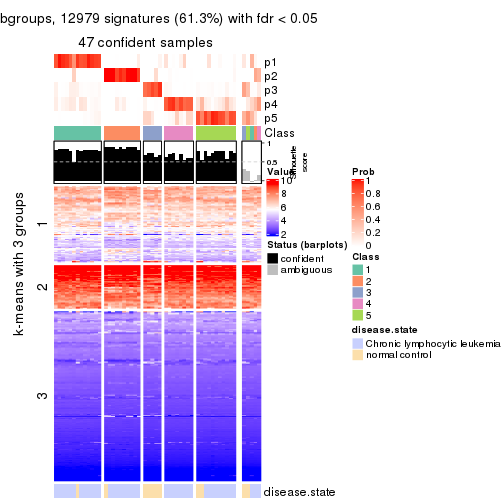 bgroups, 12979 signatures (61.3%) with fdr < 0.05
47 confident samples
p1
p2
p3
p4
p5
Class
1
0.5
0
Silhouette
score
k-means with 3 groups
1
2
3
disease.state
Value
10
8
6
4
2
Status (barplots)
confident
ambiguous
Prob
1
0.8
0.6
0.4
0.2
0
Class
1
2
3
4
5
disease.state
Chronic lymphocytic leukemia
normal control